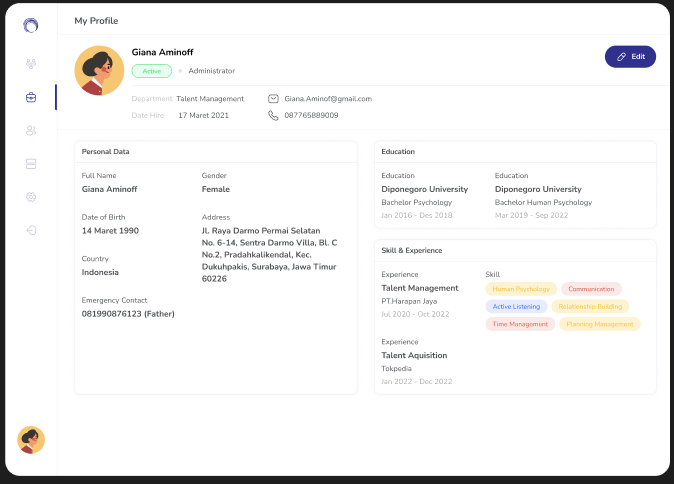 My Profile
Giana Aminoff
Active
Administrator
Edit
Department Talent Management
Giana.Aminof@gmail.com
Date Hire 17 Maret 2021
087765889009
Personal Data
Full Name
Giana Aminoff
Gender
Female
Date of Birth
14 Maret 1990
Address
Jl. Raya Darmo Permai Selatan
No. 6-14, Sentra Darmo Villa, Bl. C
No.2, Pradahkalikendal, Kec.
Dukuhpakis, Surabaya, Jawa Timur
60226
Country
Indonesia
Emergency Contact
081990876123 (Father)
Education
Education
Diponegoro University
Bachelor Psychology
Jan 2016 - Des 2018
Education
Diponegoro University
Bachelor Human Psychology
Mar 2019 - Sep 2022
Skill & Experience
Experience
Talent Management
PT.Harapan Jaya
Jul 2020 - Oct 2022
Experience
Talent Aquisition
Tokpedia
Jan 2022 - Dec 2022
Skill
Human Psychology
Communication
Active Listening
Relationship Building
Time Management
Planning Management